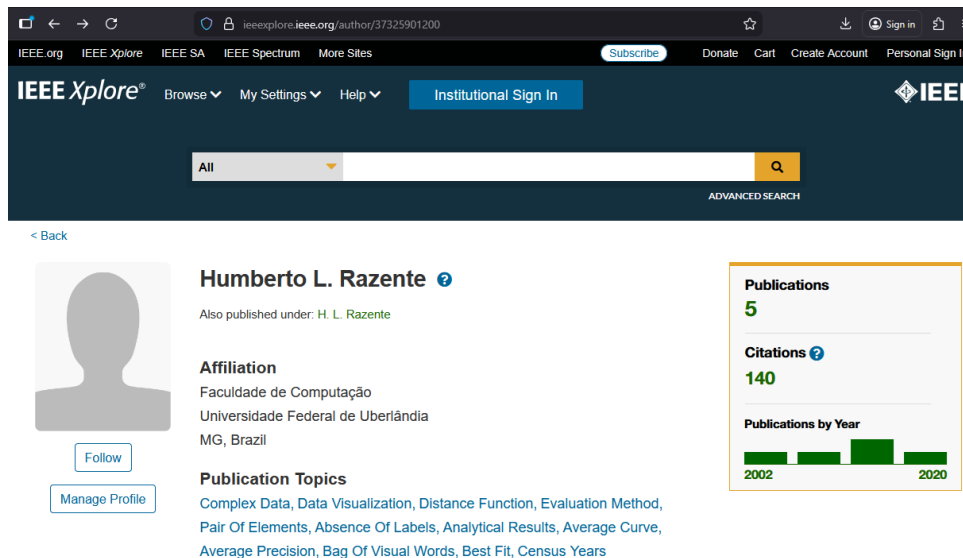 ieeexplore.ieee.org/author/37325901200
Sign in
IEEE.org IEEE Xplore IEEE SA IEEE Spectrum More Sites Subscribe Donate Cart Create Account Personal Sign
IEEE Xplore® Browse My Settings Help Institutional Sign In IEEE
All
ADVANCED SEARCH
< Back
Humberto L. Razente
Also published under: H. L. Razente
Affiliation
Faculdade de Computação
Universidade Federal de Uberlândia
MG, Brazil
Follow
Manage Profile
Publication Topics
Complex Data, Data Visualization, Distance Function, Evaluation Method,
Pair Of Elements, Absence Of Labels, Analytical Results, Average Curve,
Average Precision, Bag Of Visual Words, Best Fit, Census Years
Publications
5
Citations
140
Publications by Year
2002 2020